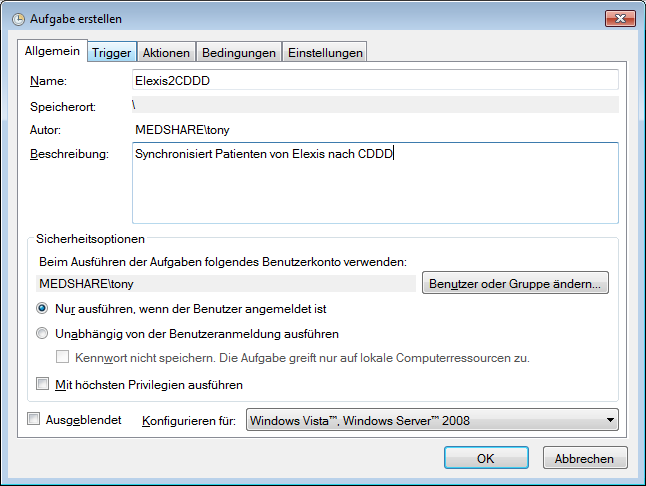 Aufgabe erstellen
Allgemein Trigger Aktionen Bedingungen Einstellungen
Name: Elexis2CDDD
Speicherort: \
Autor: MEDSHARE\tony
Beschreibung: Synchronisiert Patienten von Elexis nach CDDD
Sicherheitsoptionen
Beim Ausführen der Aufgaben folgendes Benutzerkonto verwenden:
MEDSHARE\tony Benutzer oder Gruppe ändern...
Nur ausführen, wenn der Benutzer angemeldet ist
Unabhängig von der Benutzeranmeldung ausführen
Kennwort nicht speichern. Die Aufgabe greift nur auf lokale Computerressourcen zu.
Mit höchsten Privilegien ausführen
Ausgeblendet Konfigurieren für: Windows Vista™, Windows Server™ 2008
OK Abbrechen